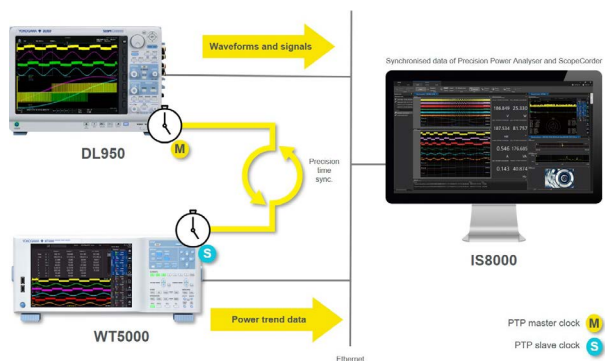 YOKOGAWA
Waveforms and signals
Synchronised data of Precision Power Analyser and ScopeCorder
M
DL950
Precision
time
sync.
S
WT5000
Power trend data
IS8000
PTP master clock M
PTP slave clock S
Ethernet